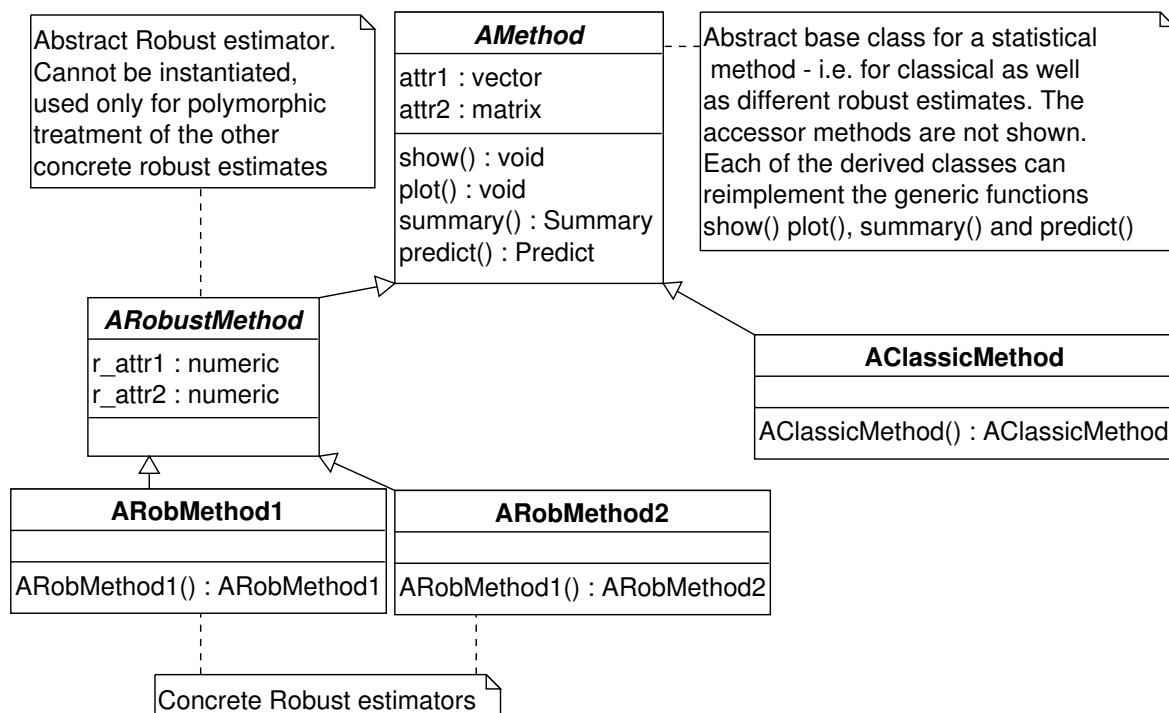 Abstract Robust estimator.
Cannot be instantiated,
used only for polymorphic
treatment of the other
concrete robust estimates
AMethod
attr1 : vector
attr2 : matrix
show() : void
plot() : void
summary() : Summary
predict() : Predict
Abstract base class for a statistical
method - i.e. for classical as well
as different robust estimates. The
accessor methods are not shown.
Each of the derived classes can
reimplement the generic functions
show() plot(), summary() and predict()
ARobustMethod
r_attr1 : numeric
r_attr2 : numeric
AClassicMethod
AClassicMethod() : AClassicMethod
ARobMethod1
ARobMethod1() : ARobMethod1
ARobMethod2
ARobMethod1() : ARobMethod2
Concrete Robust estimators